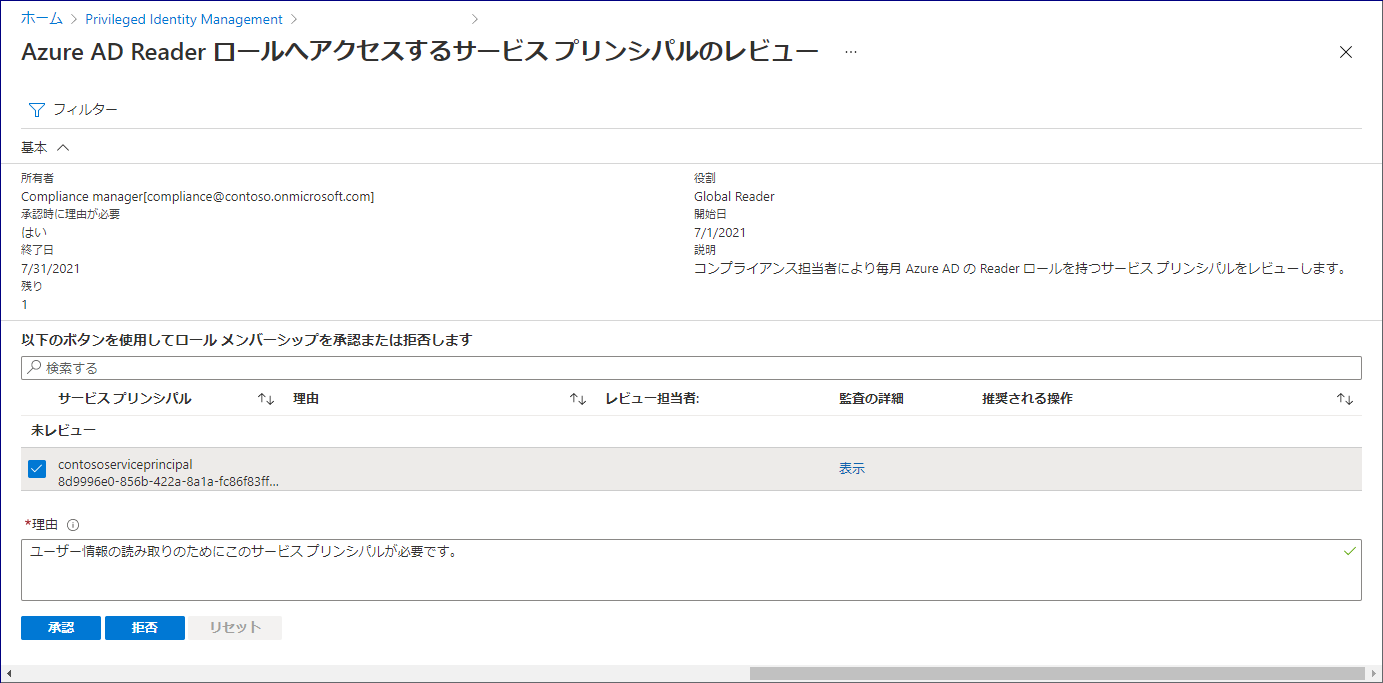 ホーム > Privileged Identity Management > >
Azure AD Reader ロールへアクセスするサービス プリンシパルのレビュー ...
フィルター
基本
所有者
Compliance manager[compliance@contoso.onmicrosoft.com]
承認時に理由が必要
はい
終了日
7/31/2021
残り
1
役割
Global Reader
開始日
7/1/2021
説明
コンプライアンス担当者により毎月 Azure AD の Reader ロールを持つサービス プリンシパルをレビューします。
以下のボタンを使用してロール メンバーシップを承認または拒否します
検索する
サービス プリンシパル ↑↓ 理由 ↑↓ レビュー担当者: 監査の詳細 推奨される操作 ↑↓
未レビュー
contososerviceprincipal 表示
8d9996e0-856b-422a-8a1a-fc86f83ff...
*理由
ユーザー情報の読み取りのためにこのサービス プリンシパルが必要です。
承認 拒否 リセット